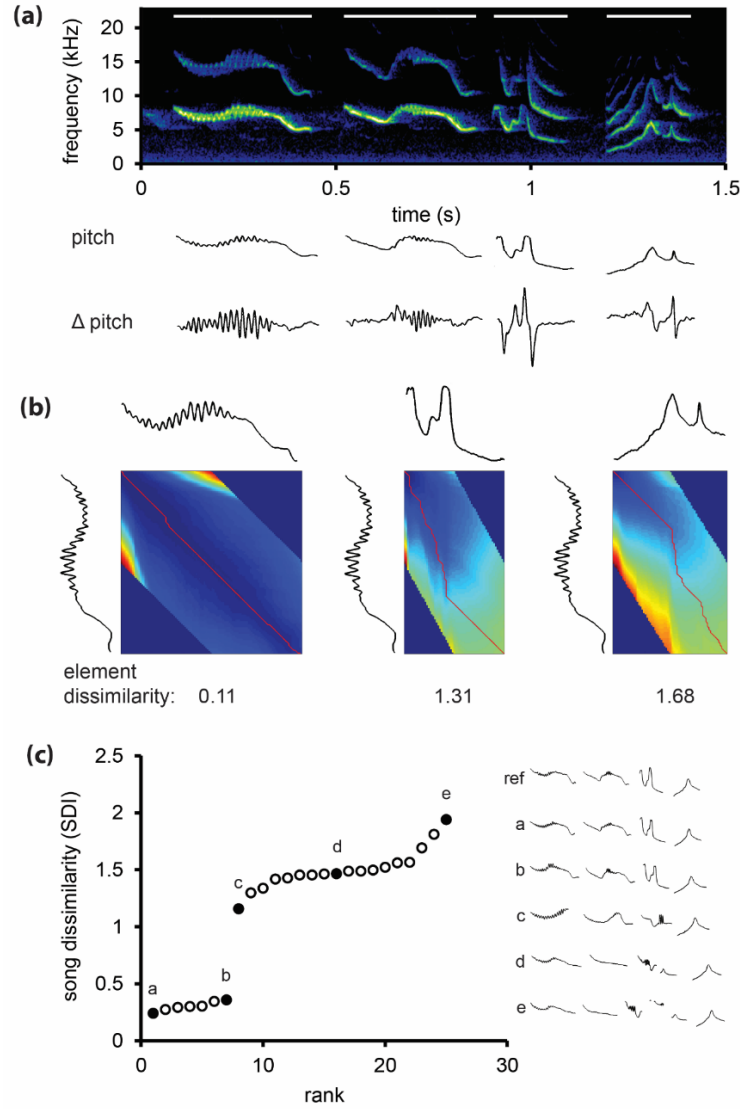 (a)
frequency (kHz)
20
15
10
5
0
0 0.5 1 1.5
time (s)
pitch
Δ pitch
(b)
element
dissimilarity: 0.11 1.31 1.68
(c)
song dissimilarity (SDI)
2.5
2
1.5
1
0.5
0
a
b
c
d
e
0 10 20 30
rank
ref
a
b
c
d
e